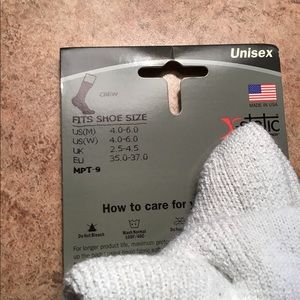 Unisex
CREW
MADE IN USA
FITS SHOE SIZE
US(M) 4.0-6.0
US(W) 4.0-6.0
UK 2.5-4.5
EU 35.0-37.0
MPT-9
How to care for
Do Not Bleach
Wash Normal
105F/40C
For longer product life, maximum